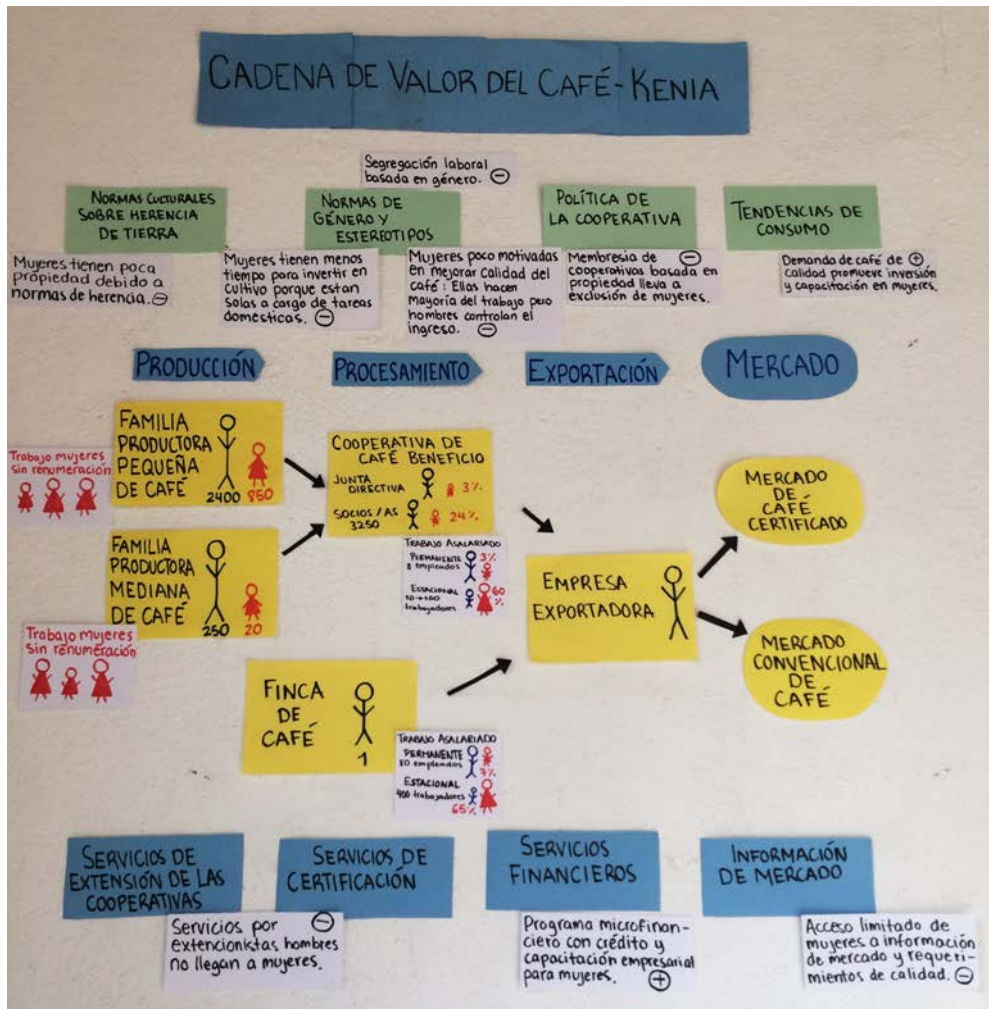 CADENA DE VALOR DEL CAFÉ-KENIA
Segregación laboral
basada en género. ⊖
NORMAS CULTURALES
SOBRE HERENCIA
DE TIERRA
Mujeres tienen poca
propiedad debido a
normas de herencia. ⊖
NORMAS DE
GÉNERO Y
ESTEREOTIPOS
Mujeres tienen menos
tiempo para invertir en
cultivo porque estan
solas a cargo de tareas
domesticas. ⊖
Mujeres poco motivadas
en mejorar calidad del
café: Ellas hacen
mayoría del trabajo pero
hombres controlan el
ingreso. ⊖
POLÍTICA DE
LA COOPERATIVA
Membresia de ⊖
cooperativas basada en
propiedad lleva a
exclusión de mujeres.
TENDENCIAS DE
CONSUMO
Demanda de café de ⊕
calidad promueve inversión
y capacitación en mujeres.
PRODUCCIÓN
PROCESAMIENTO
EXPORTACIÓN
MERCADO
FAMILIA
PRODUCTORA
PEQUEÑA
DE CAFÉ
2400 850
Trabajo mujeres
sin renumeración
FAMILIA
PRODUCTORA
MEDIANA
DE CAFÉ
250 20
Trabajo mujeres
sin renumeración
COOPERATIVA DE
CAFÉ BENEFICIO
JUNTA
DIRECTIVA 3%
SOCIOS/AS 24%
3250
TRABAJO ASALARIADO
PERMANENTE 3%
8 empleados
ESTACIONAL 60
%
trabajadores
FINCA
DE
CAFÉ
1
TRABAJO ASALARIADO
PERMANENTE
empleados
7%
ESTACIONAL
400 trabajadores
65%
EMPRESA
EXPORTADORA
MERCADO
DE
CAFÉ
CERTIFICADO
MERCADO
CONVENCIONAL
DE
CAFÉ
SERVICIOS DE
EXTENSIÓN DE LAS
COOPERATIVAS
Servicios por ⊖
extencionistas hombres
no llegan a mujeres.
SERVICIOS DE
CERTIFICACIÓN
SERVICIOS
FINANCIEROS
Programa microfinan-
ciero con crédito y
capacitación empresarial
para mujeres. ⊕
INFORMACIÓN
DE MERCADO
Acceso limitado de
mujeres a información
de mercado y requeri-
mientos de calidad. ⊖